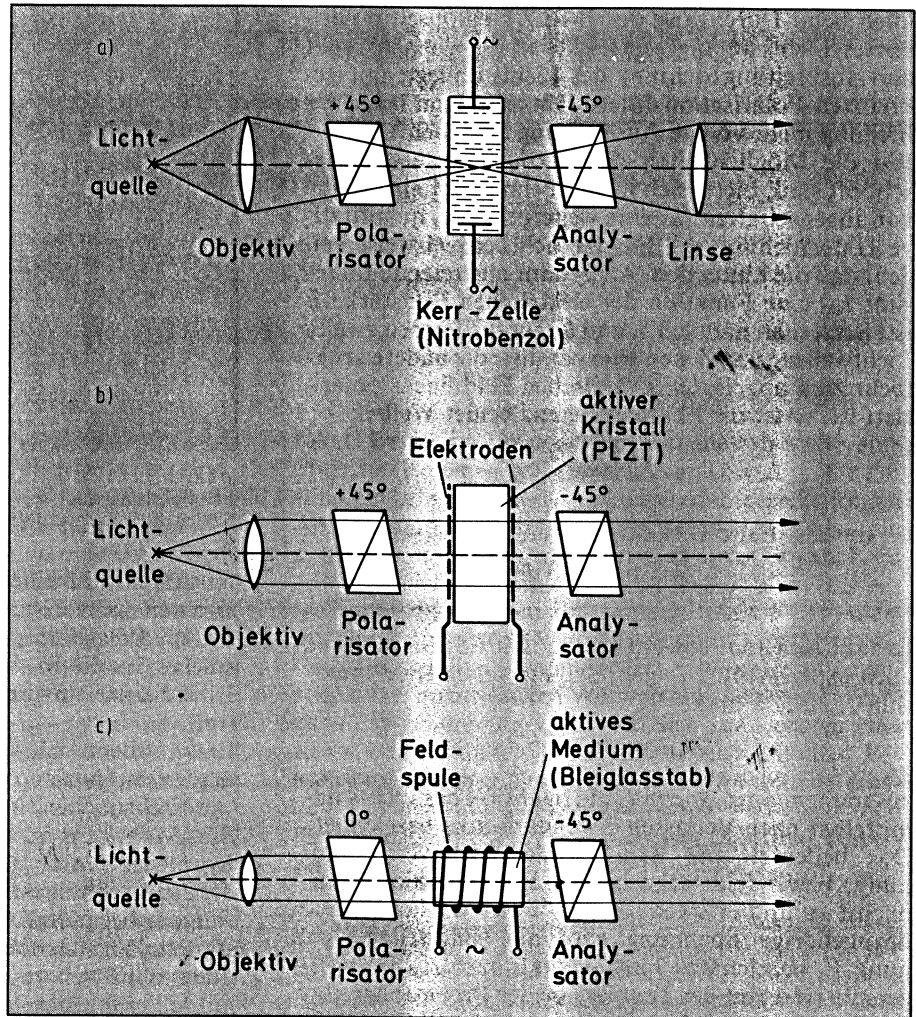 a)
+45°
-45°
Licht-
quelle
Objektiv
Pola-
risator
Analy-
sator
Linse
Kerr-Zelle
(Nitrobenzol)
b)
aktiver
Kristall
(PLZT)
Elektroden
+45°
-45°
Licht-
quelle
Objektiv
Pola-
risator
Analy-
sator
c)
aktives
Medium
(Bleiglasstab)
Feld-
spule
0°
-45°
Licht-
quelle
Objektiv
Pola-
risator
Analy-
sator